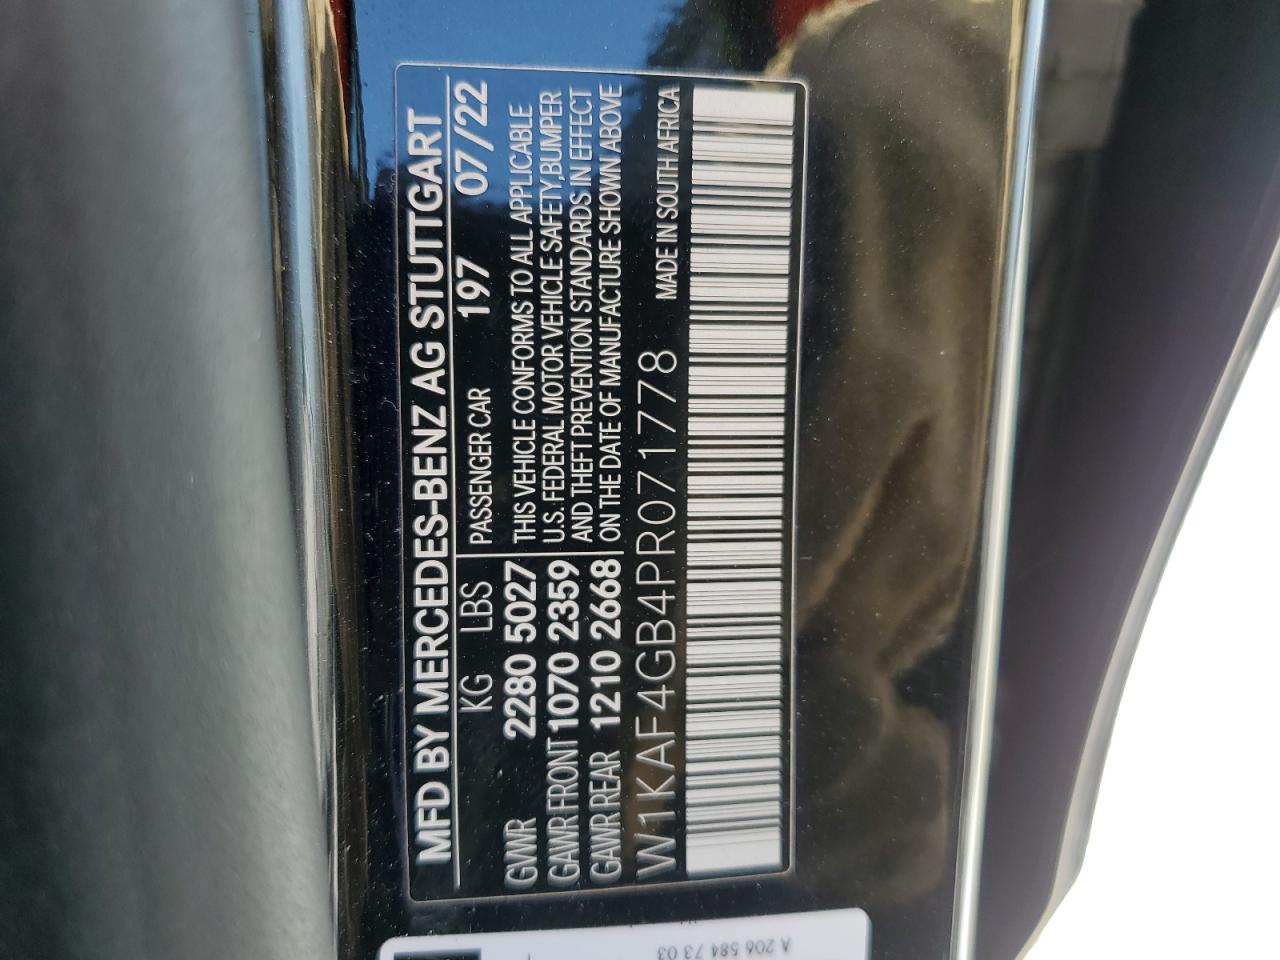 MFD BY MERCEDES-BENZ AG STUTTGART
KG LBS PASSENGER CAR 197 07/22
GVWR 2280 5027 THIS VEHICLE CONFORMS TO ALL APPLICABLE
GAWR FRONT 1070 2359 U.S. FEDERAL MOTOR VEHICLE SAFETY,BUMPER
AND THEFT PREVENTION STANDARDS IN EFFECT
GAWR REAR 1210 2668 ON THE DATE OF MANUFACTURE SHOWN ABOVE
W1KAF4GB4PR071778 MADE IN SOUTH AFRICA
A 206 584 73 03